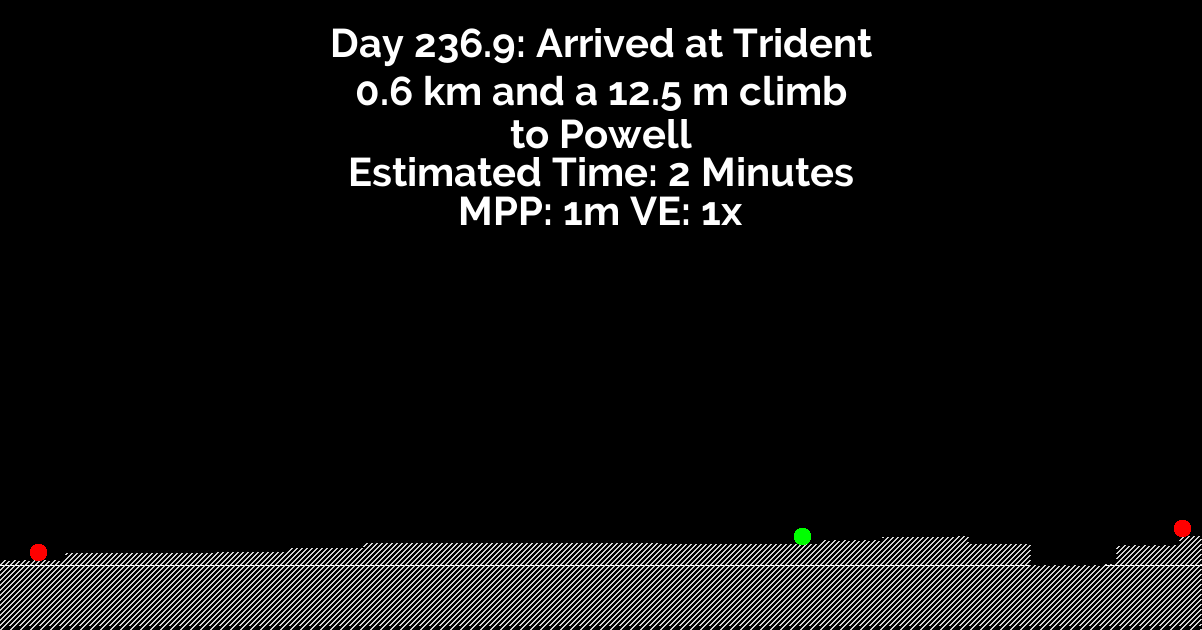 Day 236.9: Arrived at Trident
0.6 km and a 12.5 m climb
to Powell
Estimated Time: 2 Minutes
MPP: 1m VE: 1x